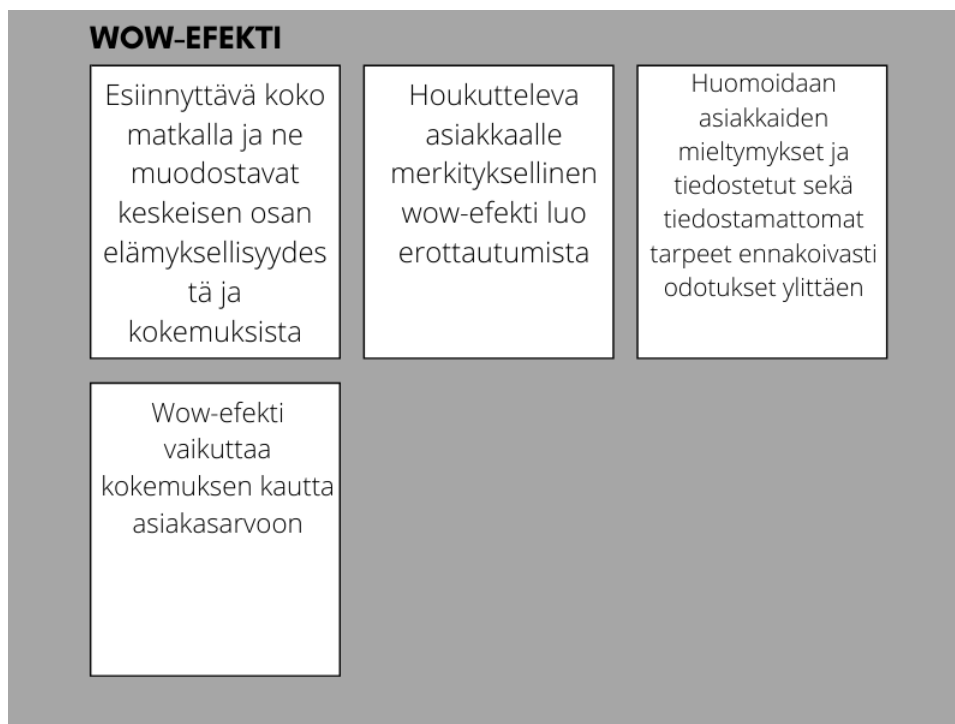 WOW-EFEKTI
Esiinnyttävä koko
matkalla ja ne
muodostavat
keskeisen osan
elämyksellisyydes
tä ja
kokemuksista
Houkutteleva
asiakkaalle
merkityksellinen
wow-efekti luo
erottautumista
Huomoidaan
asiakkaiden
mieltymykset ja
tiedostetut sekä
tiedostamattomat
tarpeet ennakoivasti
odotukset ylittäen
Wow-efekti
vaikuttaa
kokemuksen kautta
asiakasarvoon